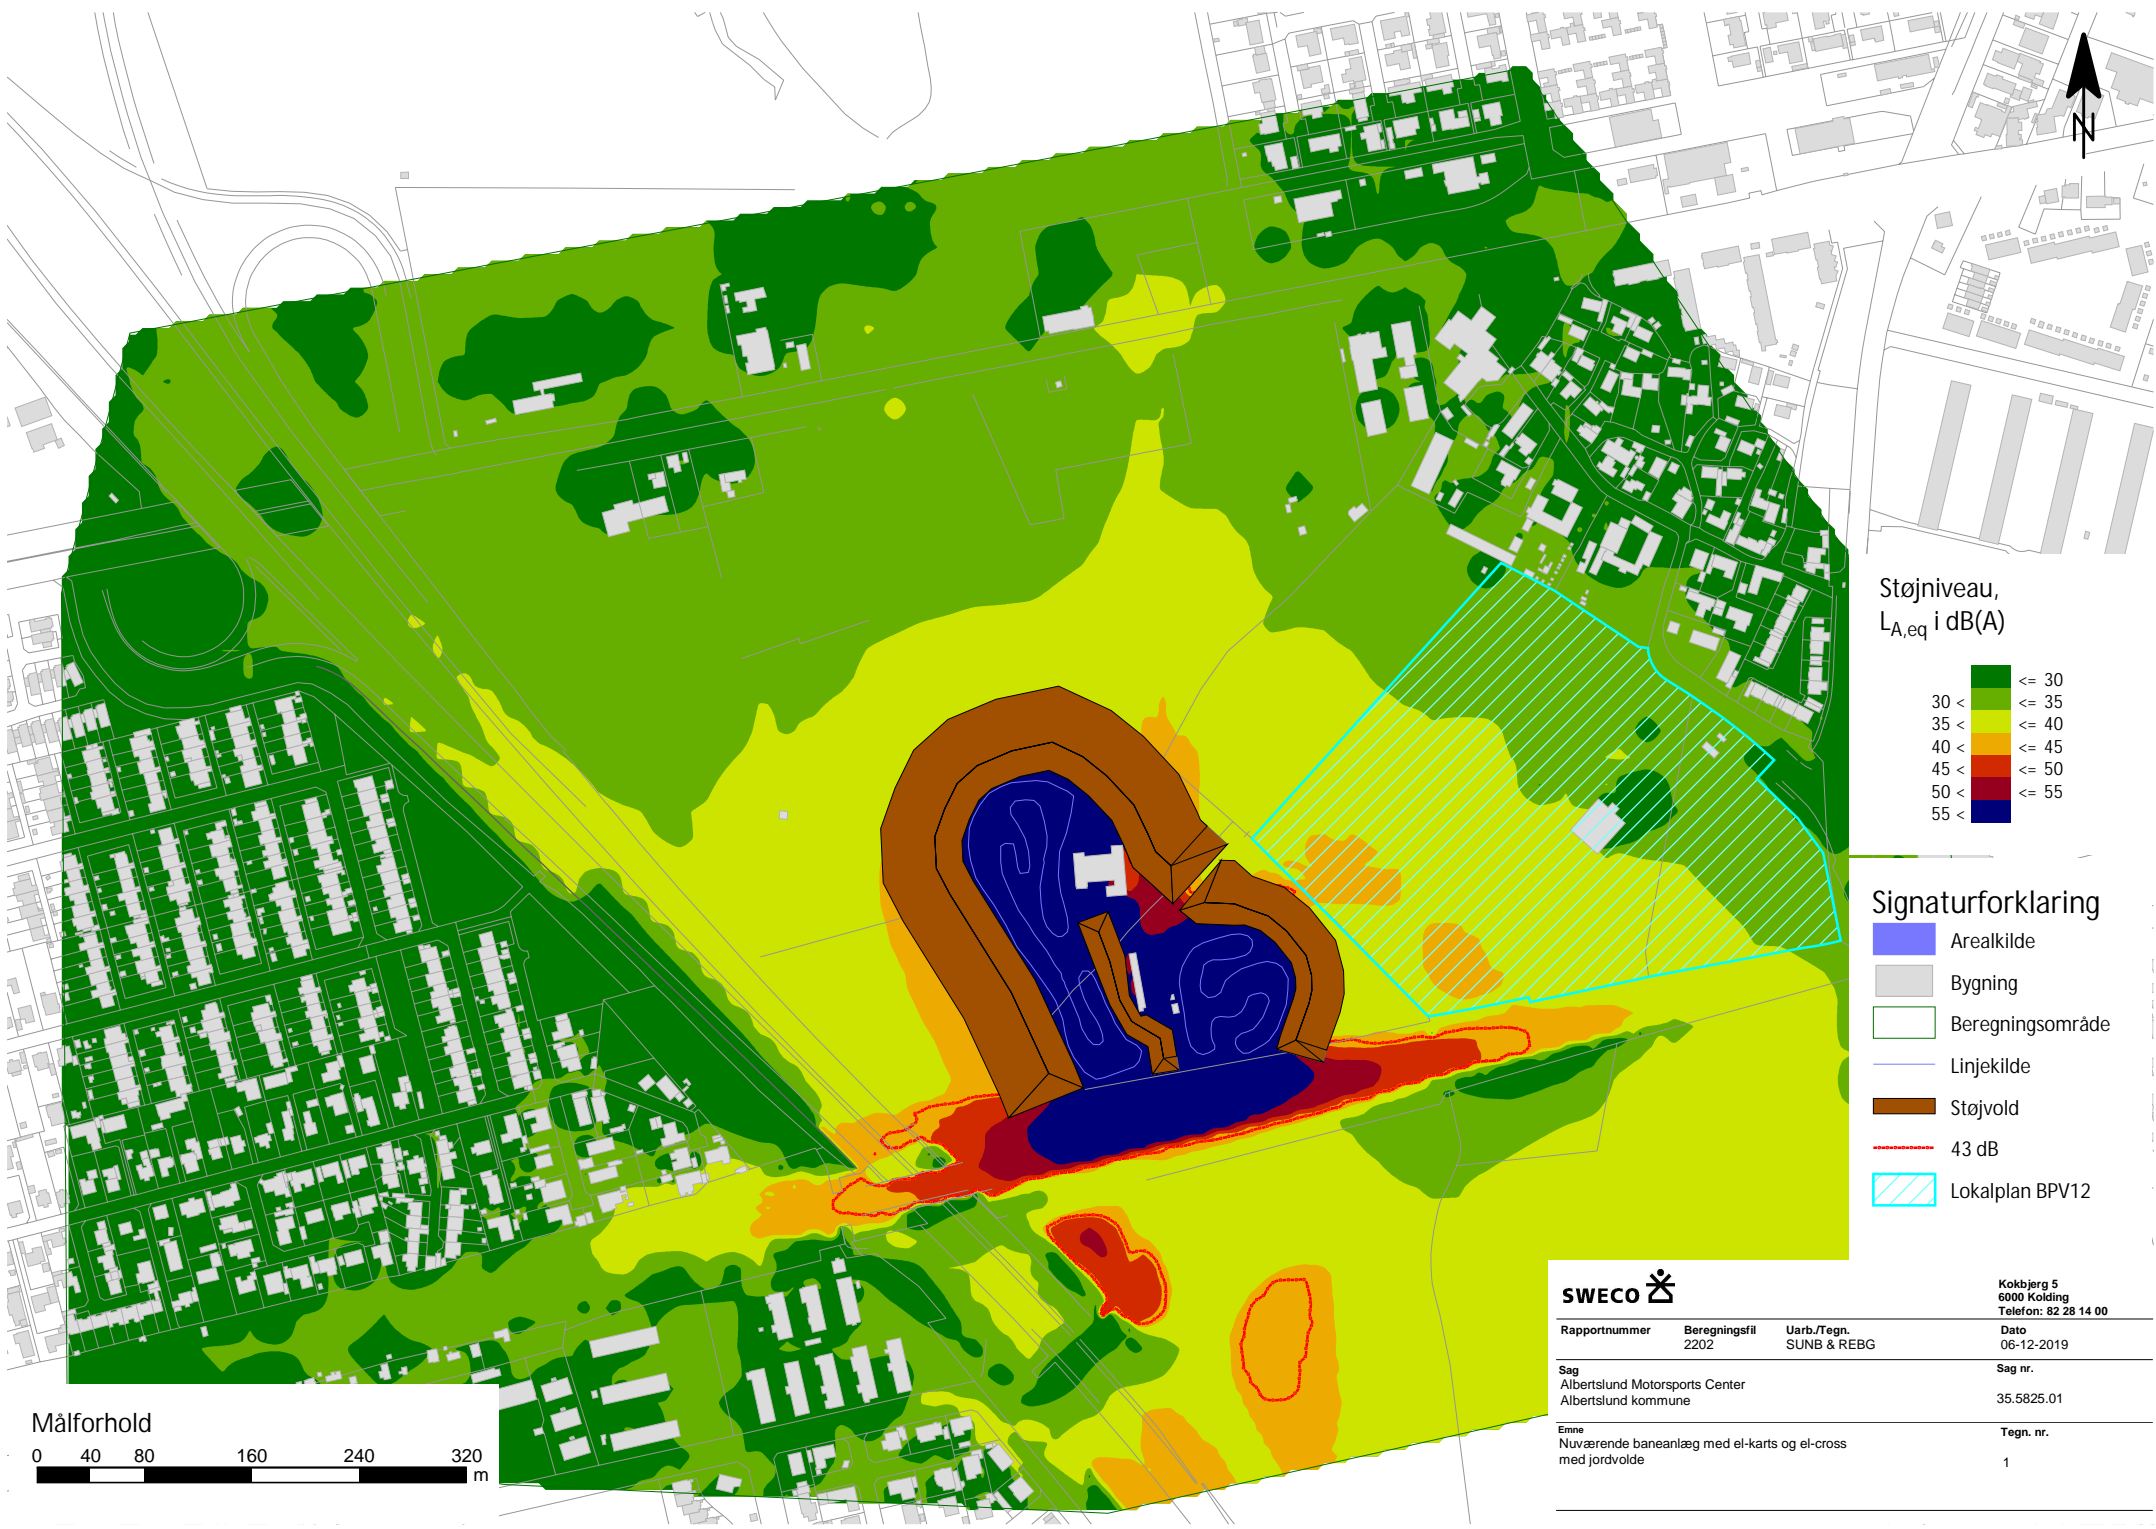 N
Støjniveau,
LA,eq i dB(A)
<= 30
30 < <= 35
35 < <= 40
40 < <= 45
45 < <= 50
50 < <= 55
55 <
Signaturforklaring
Arealkilde
Bygning
Beregningsområde
Linjekilde
Støjvold
43 dB
Lokalplan BPV12
SWECO
Kokbjerg 5
6000 Kolding
Telefon: 82 28 14 00
Rapportnummer Beregningsfil Uarb./Tegn. Dato
2202 SUNB & REBG 06-12-2019
Sag Sag nr.
Albertslund Motorsports Center
Albertslund kommune 35.5825.01
Emne Tegn. nr.
Nuværende baneanlæg med el-karts og el-cross
med jordvolde 1
Målforhold
0 40 80 160 240 320
m